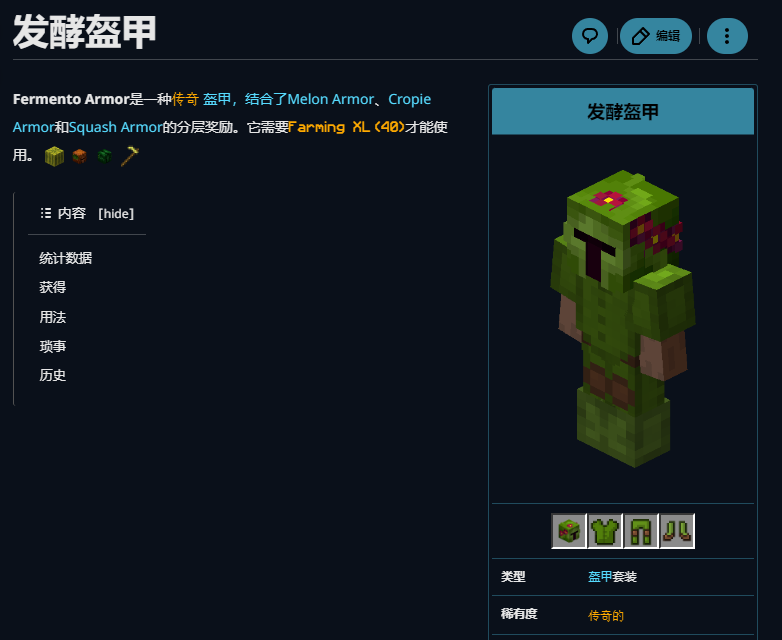 发酵盔甲
编辑
Fermento Armor是一种传奇 盔甲，结合了Melon Armor、Cropie
Armor和Squash Armor的分层奖励。它需要Farming XL (40)才能使
用。
内容 [hide]
统计数据
获得
用法
琐事
历史
发酵盔甲
类型 盔甲套装
稀有度 传奇的